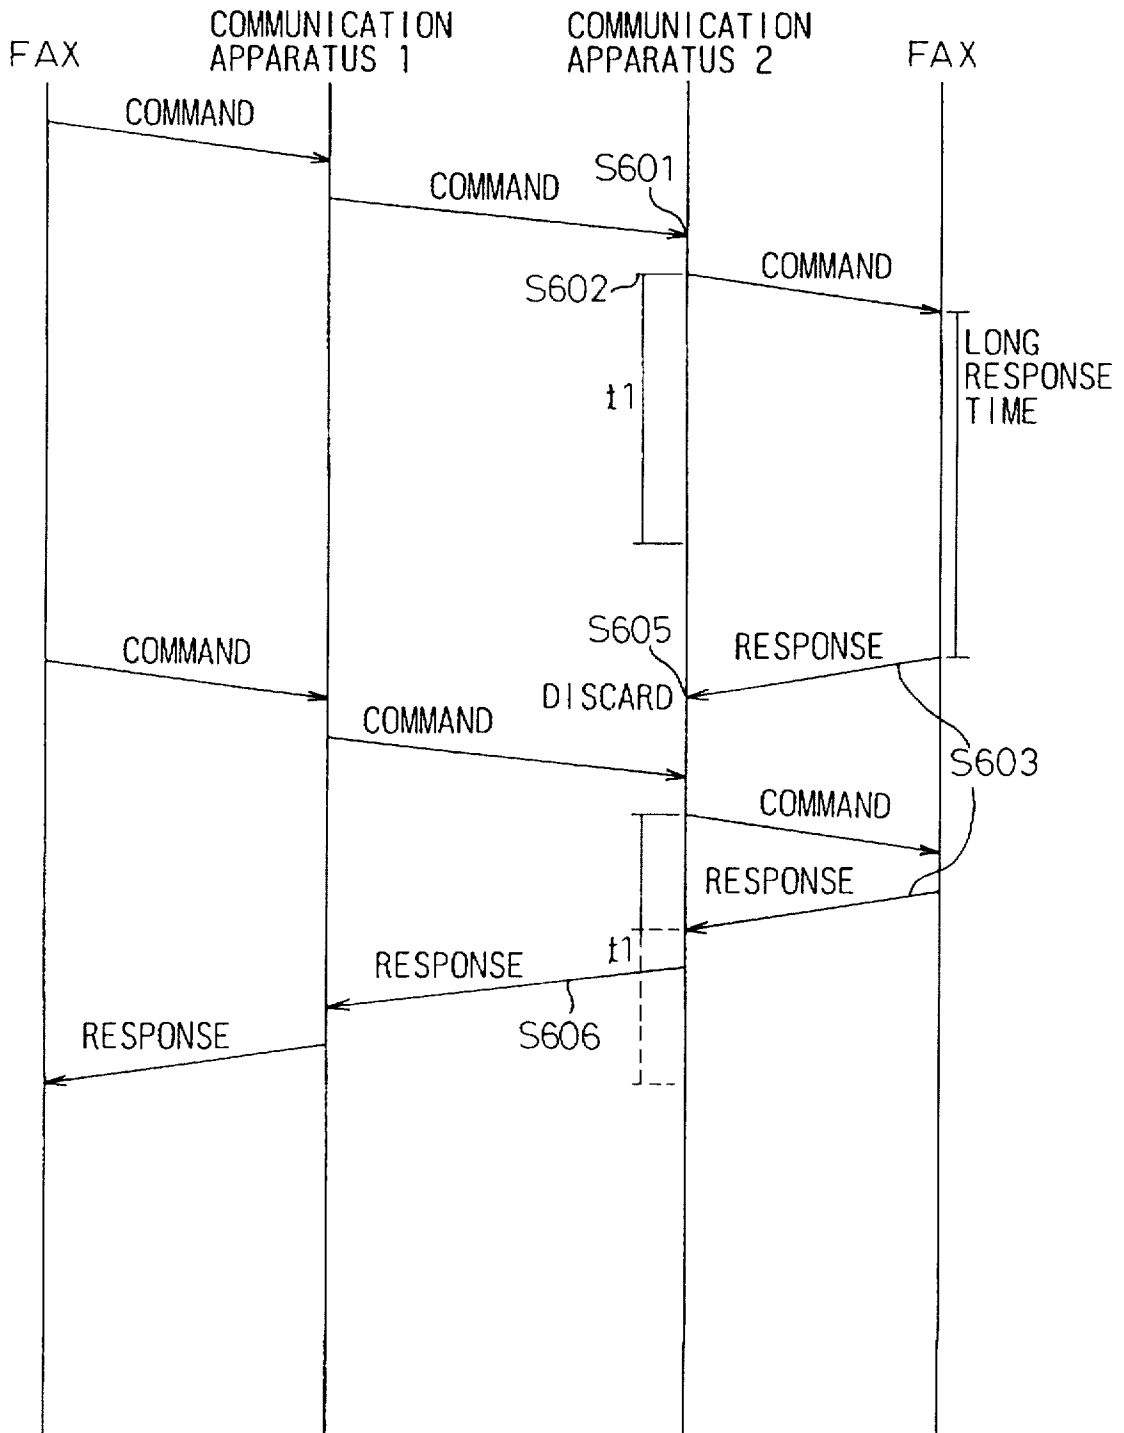 FAX
COMMUNICATION
APPARATUS 1
COMMUNICATION
APPARATUS 2
FAX
COMMAND
COMMAND
S601
COMMAND
S602
t1
LONG
RESPONSE
TIME
COMMAND
S605
RESPONSE
DISCARD
COMMAND
S603
COMMAND
RESPONSE
t1
RESPONSE
S606
RESPONSE